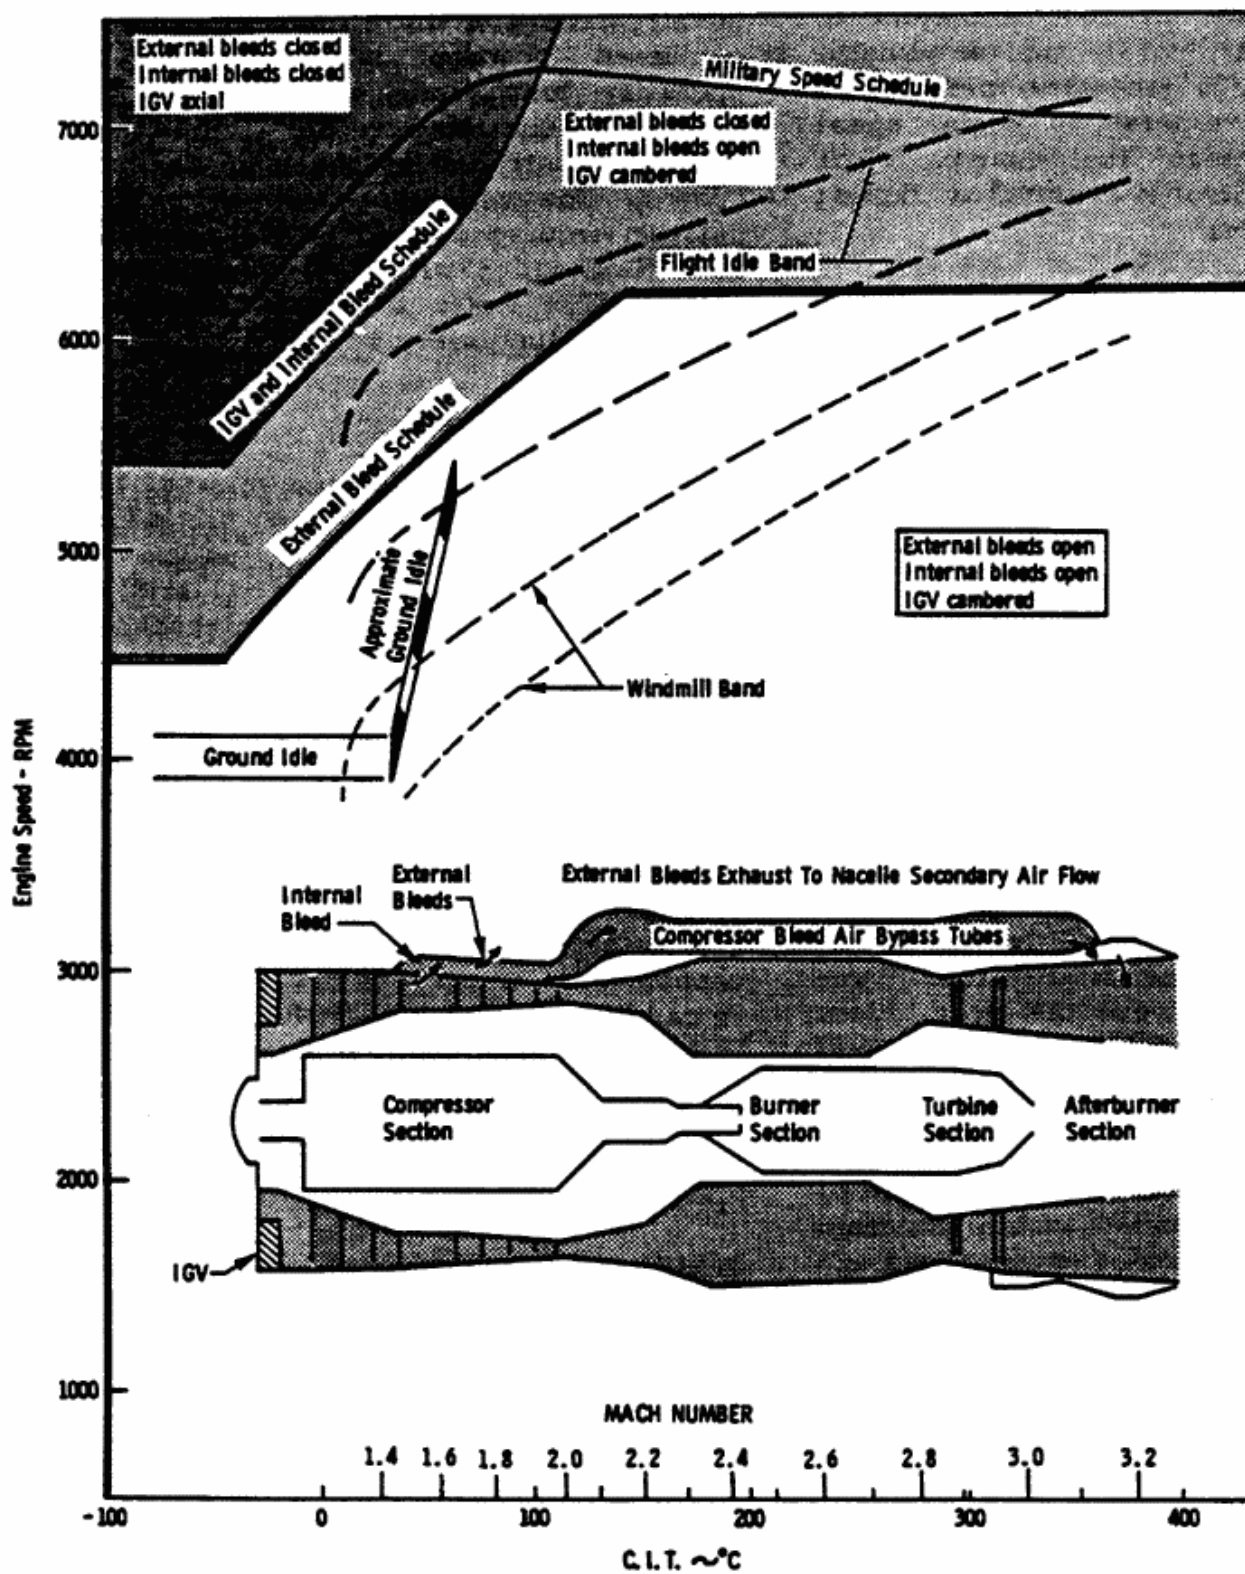 External bleeds closed
Internal bleeds closed
IGV axial
Military Speed Schedule
External bleeds closed
Internal bleeds open
IGV cambered
7000
Flight Idle Band
IGV and Internal Bleed Schedule
6000
External Bleed Schedule
5000
Approximate
Ground Idle
External bleeds open
Internal bleeds open
IGV cambered
Windmill Band
Ground Idle
4000
Engine Speed - RPM
External
Bleeds
Internal
Bleed
External Bleeds Exhaust To Nacelle Secondary Air Flow
Compressor Bleed Air Bypass Tubes
3000
Compressor
Section
Burner
Section
Turbine
Section
Afterburner
Section
2000
IGV
1000
MACH NUMBER
1.4 1.6 1.8 2.0 2.2 2.4 2.6 2.8 3.0 3.2
-100 0 100 200 300 400
C.I.T. ~°C